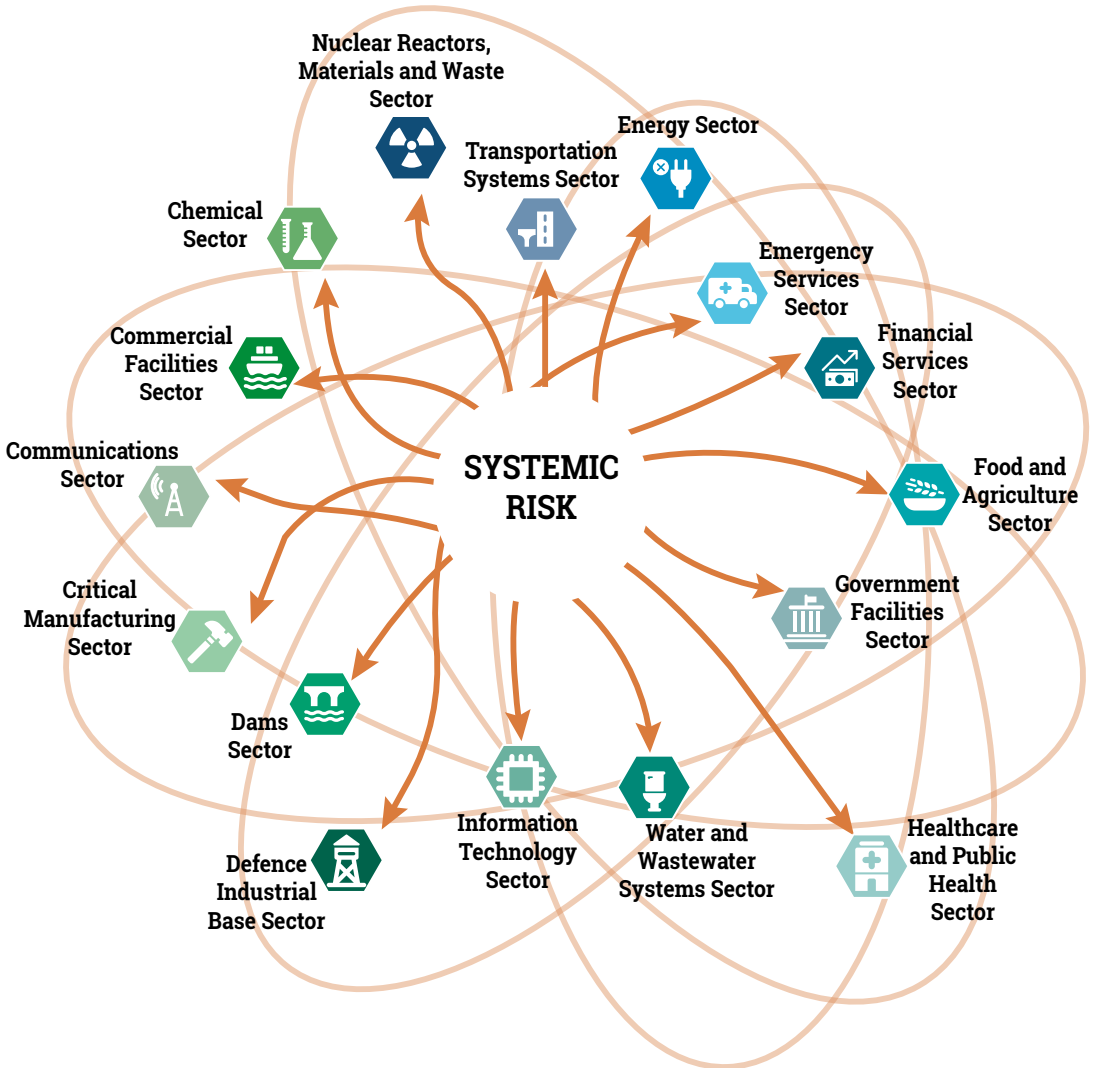 Nuclear Reactors,
Materials and Waste
Sector
Energy Sector
Transportation
Systems Sector
Chemical
Sector
Emergency
Services
Sector
Commercial
Facilities
Sector
Financial
Services
Sector
Communications
Sector
SYSTEMIC
RISK
Food and
Agriculture
Sector
Critical
Manufacturing
Sector
Government
Facilities
Sector
Dams
Sector
Information
Technology
Sector
Water and
Wastewater
Systems Sector
Healthcare
and Public
Health
Sector
Defence
Industrial
Base Sector